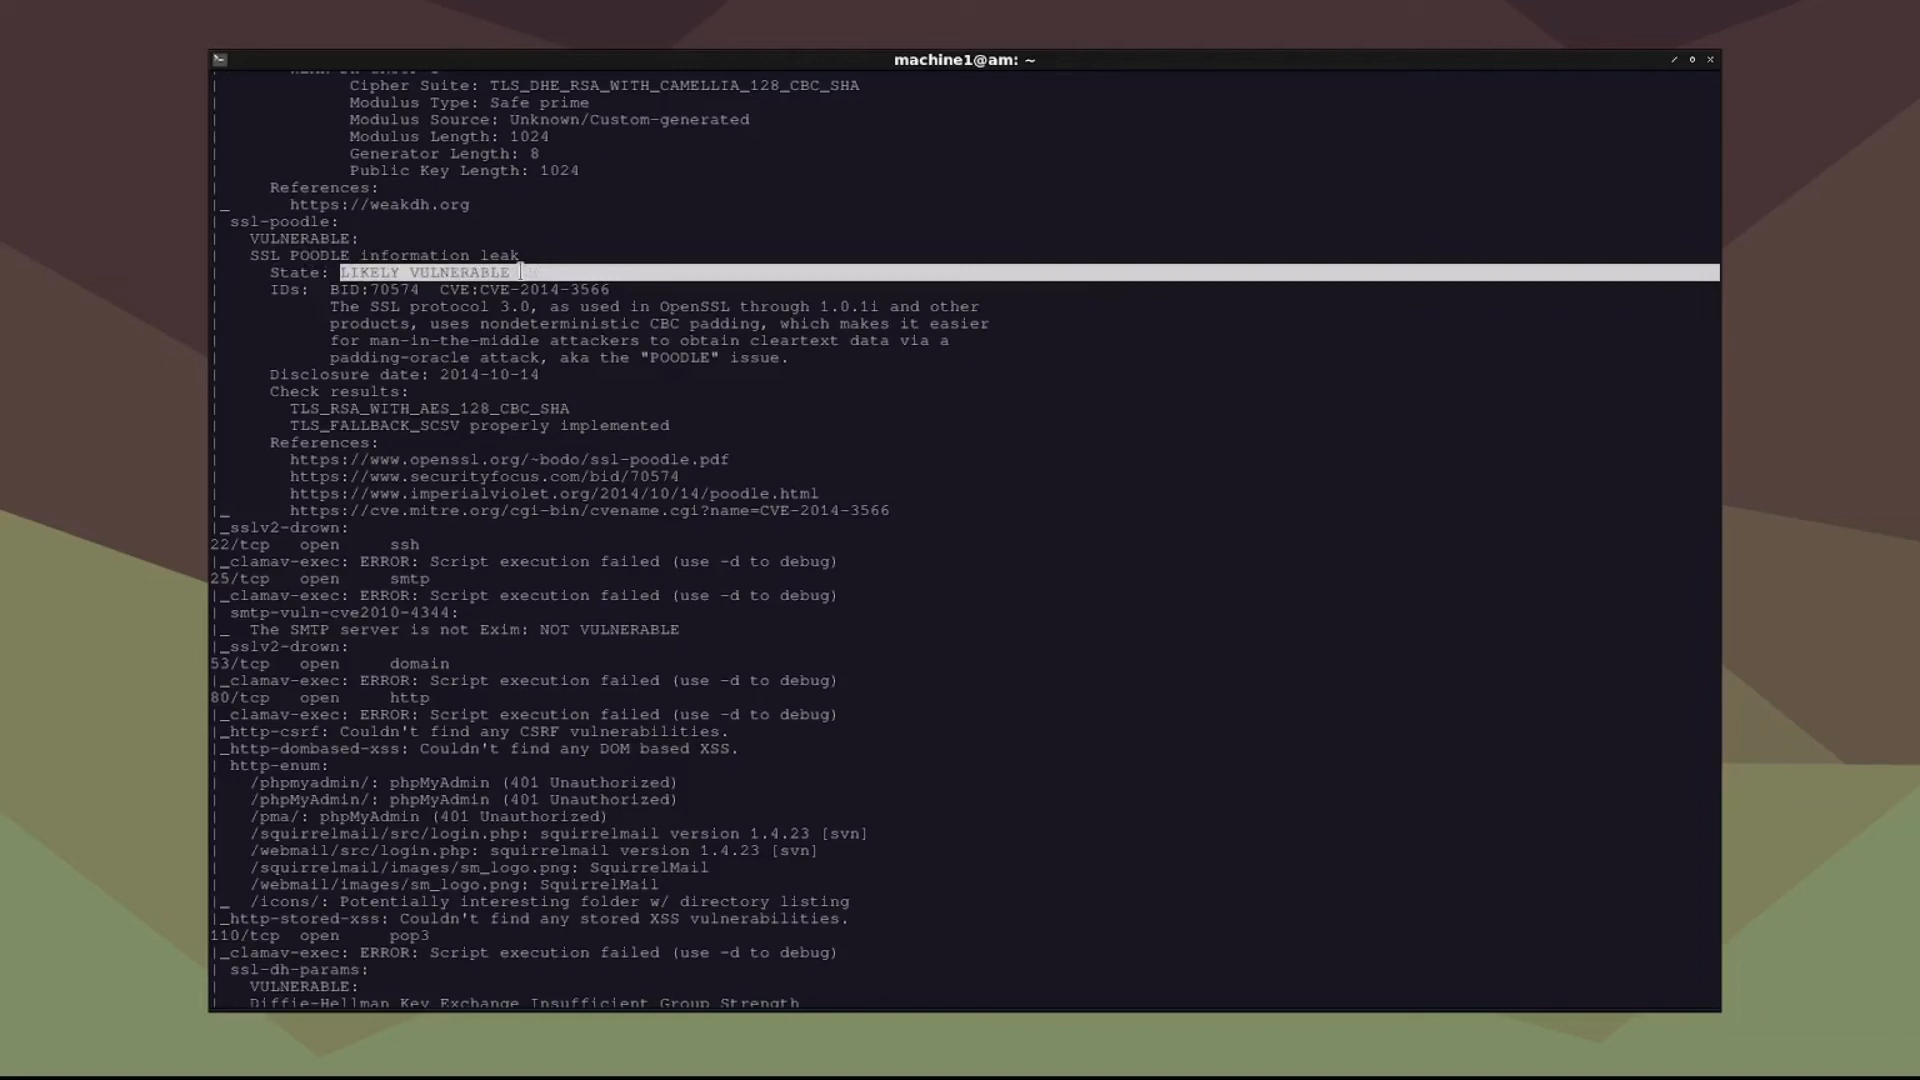 machine1@am: ~
Cipher Suite: TLS_DHE_RSA_WITH_CAMELLIA_128_CBC_SHA
|             Modulus Type: Safe prime
|             Modulus Source: Unknown/Custom-generated
|             Modulus Length: 1024
|             Generator Length: 8
|             Public Key Length: 1024
|     References:
|_      https://weakdh.org
| ssl-poodle:
|   VULNERABLE:
|   SSL POODLE information leak
|     State: LIKELY VULNERABLE
|     IDs:  BID:70574  CVE:CVE-2014-3566
|           The SSL protocol 3.0, as used in OpenSSL through 1.0.1i and other
|           products, uses nondeterministic CBC padding, which makes it easier
|           for man-in-the-middle attackers to obtain cleartext data via a
|           padding-oracle attack, aka the "POODLE" issue.
|     Disclosure date: 2014-10-14
|     Check results:
|       TLS_RSA_WITH_AES_128_CBC_SHA
|       TLS_FALLBACK_SCSV properly implemented
|     References:
|       https://www.openssl.org/~bodo/ssl-poodle.pdf
|       https://www.securityfocus.com/bid/70574
|       https://www.imperialviolet.org/2014/10/14/poodle.html
|_      https://cve.mitre.org/cgi-bin/cvename.cgi?name=CVE-2014-3566
|_sslv2-drown:
22/tcp   open     ssh
|_clamav-exec: ERROR: Script execution failed (use -d to debug)
25/tcp   open     smtp
|_clamav-exec: ERROR: Script execution failed (use -d to debug)
| smtp-vuln-cve2010-4344:
|_  The SMTP server is not Exim: NOT VULNERABLE
|_sslv2-drown:
53/tcp   open     domain
|_clamav-exec: ERROR: Script execution failed (use -d to debug)
80/tcp   open     http
|_clamav-exec: ERROR: Script execution failed (use -d to debug)
|_http-csrf: Couldn't find any CSRF vulnerabilities.
|_http-dombased-xss: Couldn't find any DOM based XSS.
| http-enum:
|   /phpmyadmin/: phpMyAdmin (401 Unauthorized)
|   /phpMyAdmin/: phpMyAdmin (401 Unauthorized)
|   /pma/: phpMyAdmin (401 Unauthorized)
|   /squirrelmail/src/login.php: squirrelmail version 1.4.23 [svn]
|   /webmail/src/login.php: squirrelmail version 1.4.23 [svn]
|   /squirrelmail/images/sm_logo.png: SquirrelMail
|   /webmail/images/sm_logo.png: SquirrelMail
|_  /icons/: Potentially interesting folder w/ directory listing
|_http-stored-xss: Couldn't find any stored XSS vulnerabilities.
110/tcp  open     pop3
|_clamav-exec: ERROR: Script execution failed (use -d to debug)
| ssl-dh-params:
|   VULNERABLE:
|   Diffie-Hellman Key Exchange Insufficient Group Strength